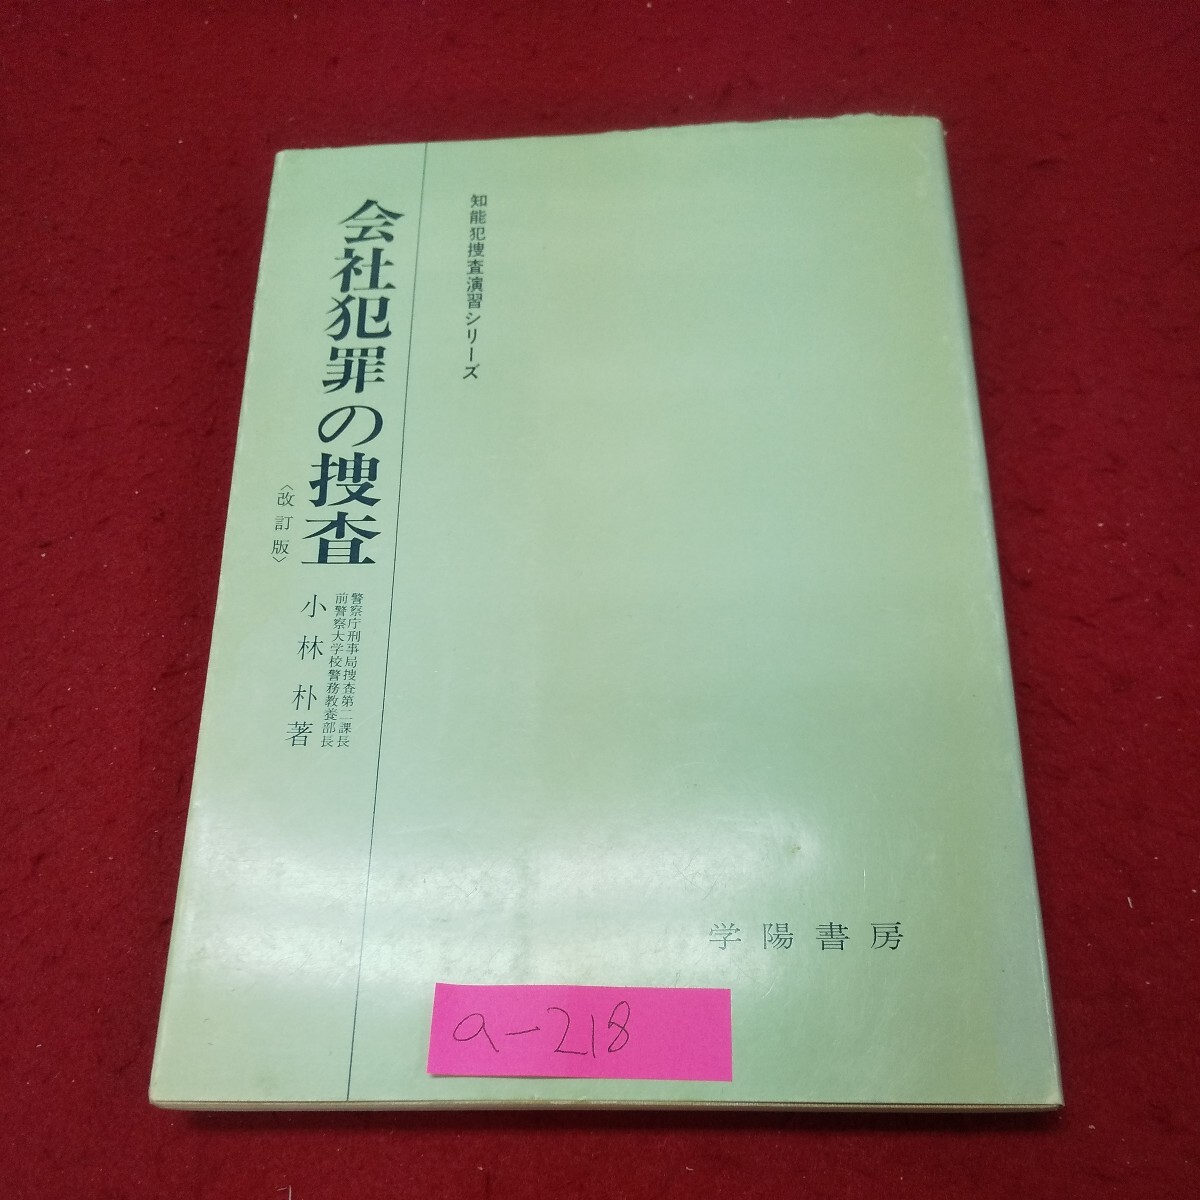 知能犯捜査演習シリーズ
会社犯罪の捜査
〈改訂版〉
警察庁刑事局捜査第二課長
前警察大学校警務教養部長
小林朴著
学陽書房
a-218